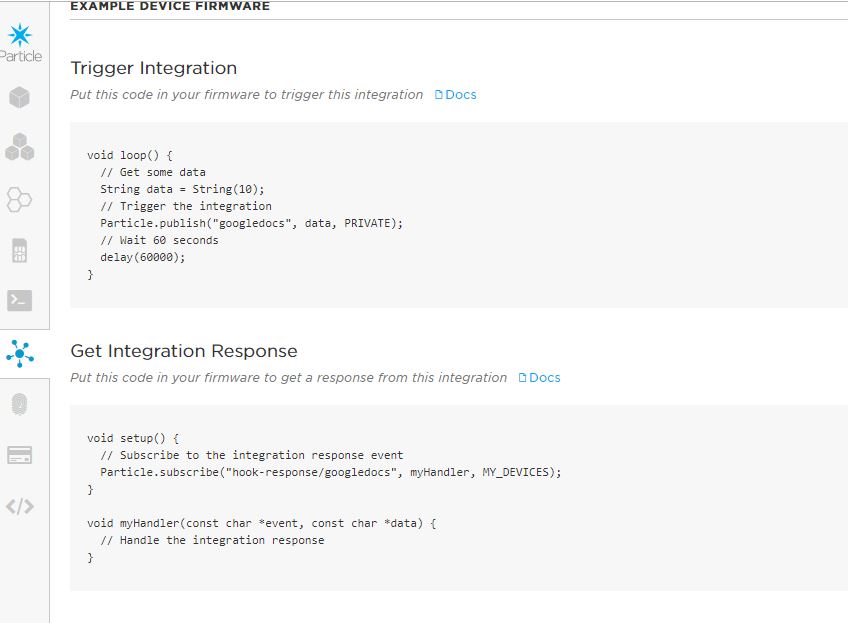 EXAMPLE DEVICE FIRMWARE
Particle
Trigger Integration
Put this code in your firmware to trigger this integration Docs
void loop() {
// Get some data
String data = String(10);
// Trigger the integration
Particle.publish("googledocs", data, PRIVATE);
// Wait 60 seconds
delay(60000);
}
Get Integration Response
Put this code in your firmware to get a response from this integration Docs
void setup() {
// Subscribe to the integration response event
Particle.subscribe("hook-response/googledocs", myHandler, MY_DEVICES);
}
void myHandler(const char *event, const char *data) {
// Handle the integration response
}